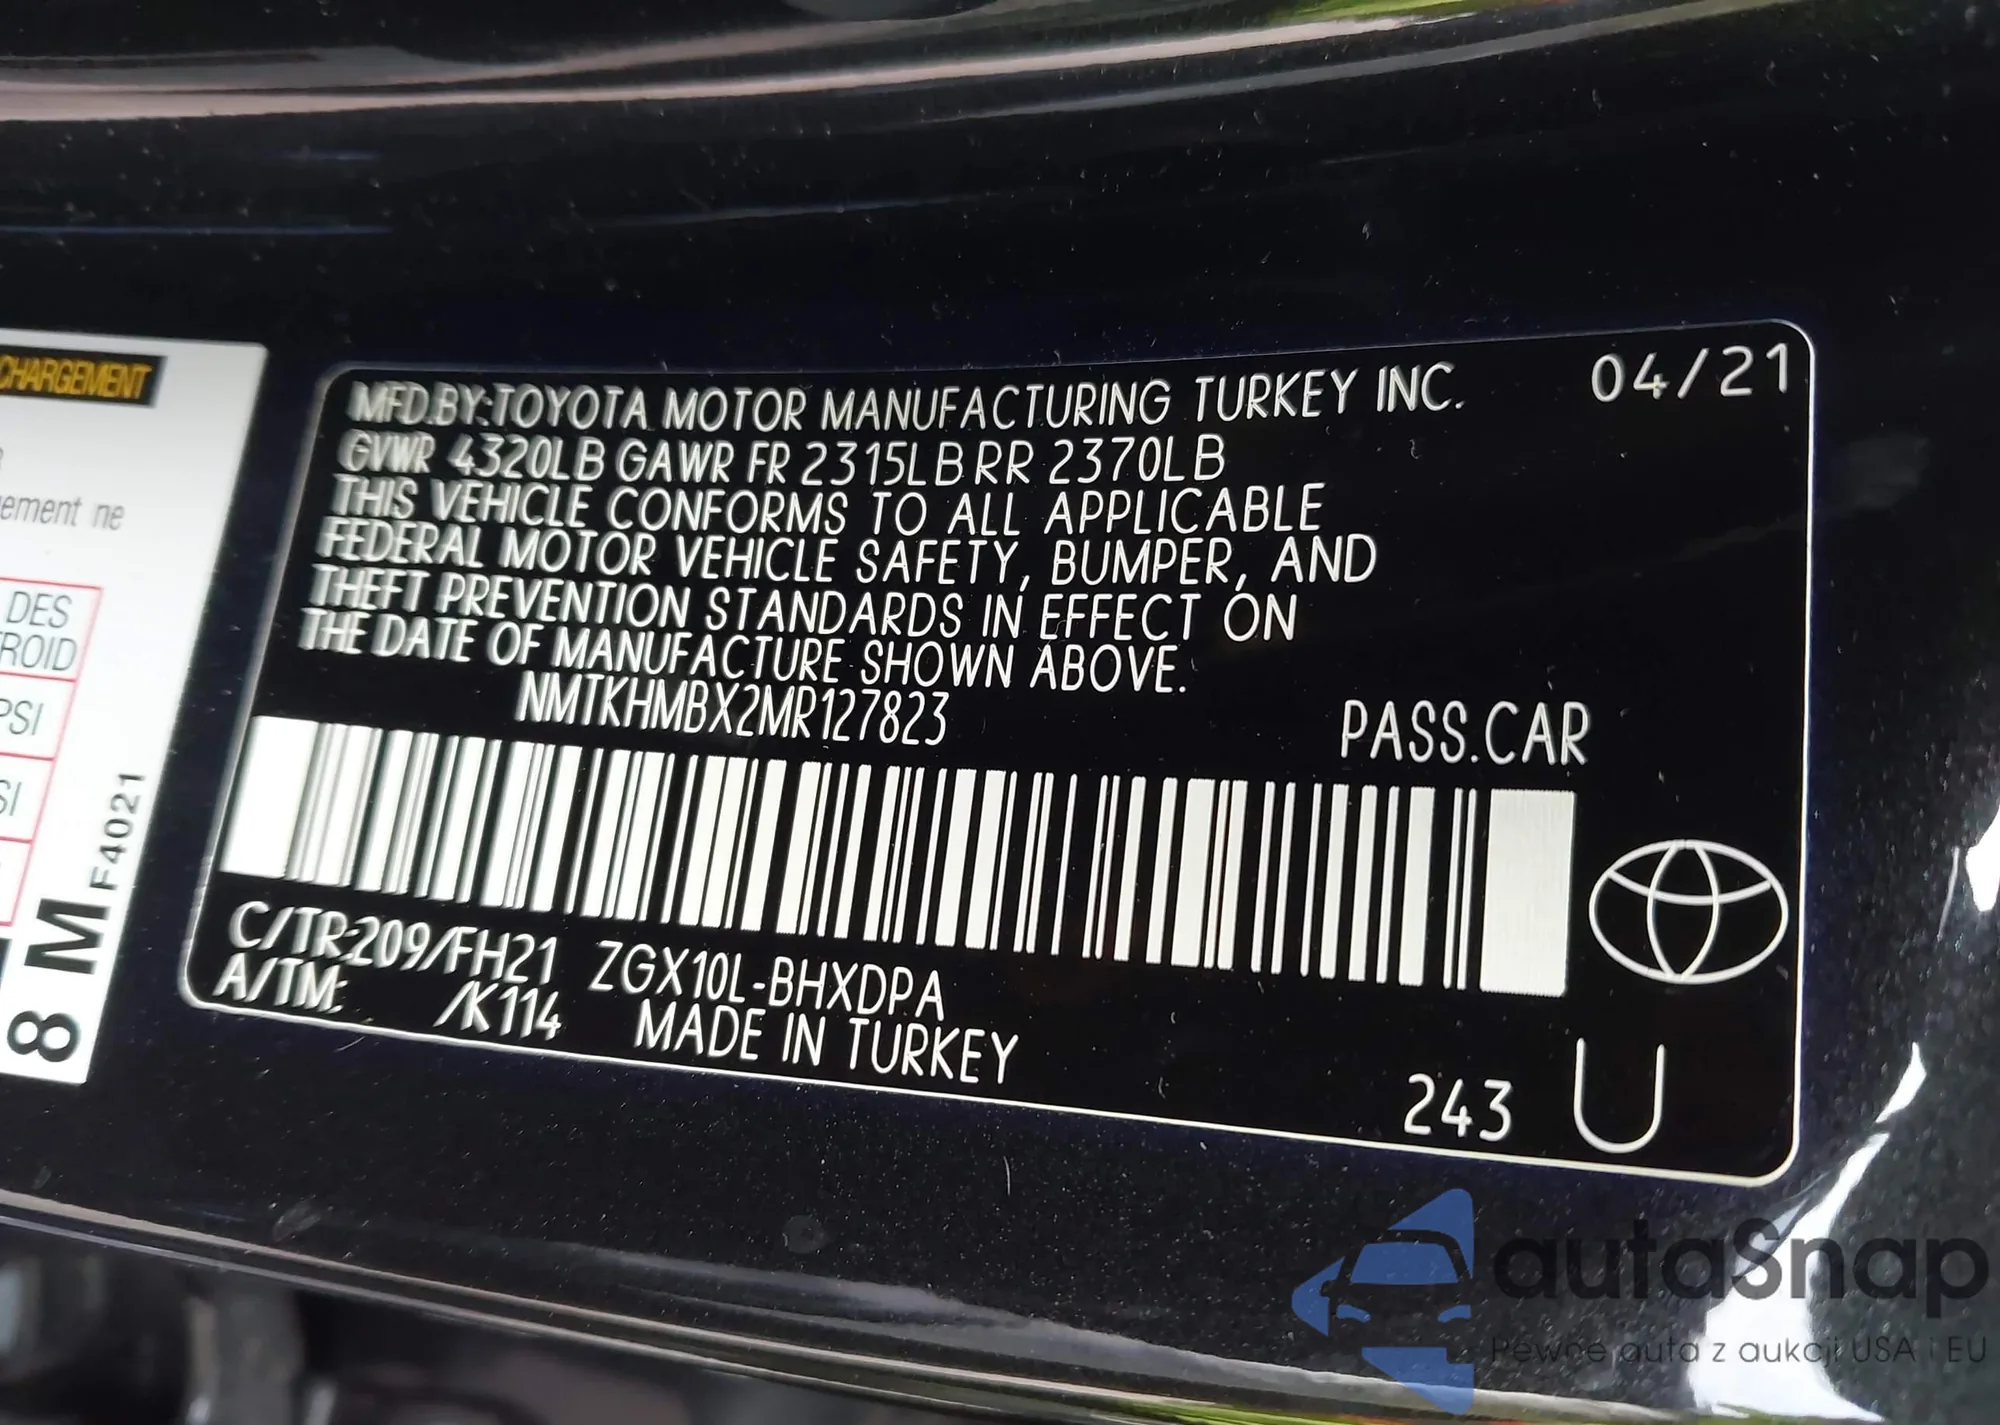 CHARGEMENT
gement ne
DES
ROID
PSI
SI
8 M F4021
MFD.BY:TOYOTA MOTOR MANUFACTURING TURKEY INC. 04/21
GVWR 4320LB GAWR FR 2315LB RR 2370LB
THIS VEHICLE CONFORMS TO ALL APPLICABLE
FEDERAL MOTOR VEHICLE SAFETY, BUMPER, AND
THEFT PREVENTION STANDARDS IN EFFECT ON
THE DATE OF MANUFACTURE SHOWN ABOVE.
NMTKHMBX2MR127823
PASS.CAR
C/TR:209/FH21 ZGX10L-BHXDPA
A/TM: /K114 MADE IN TURKEY
243 U
autaSnap
Pewne auta z aukcji USA i EU